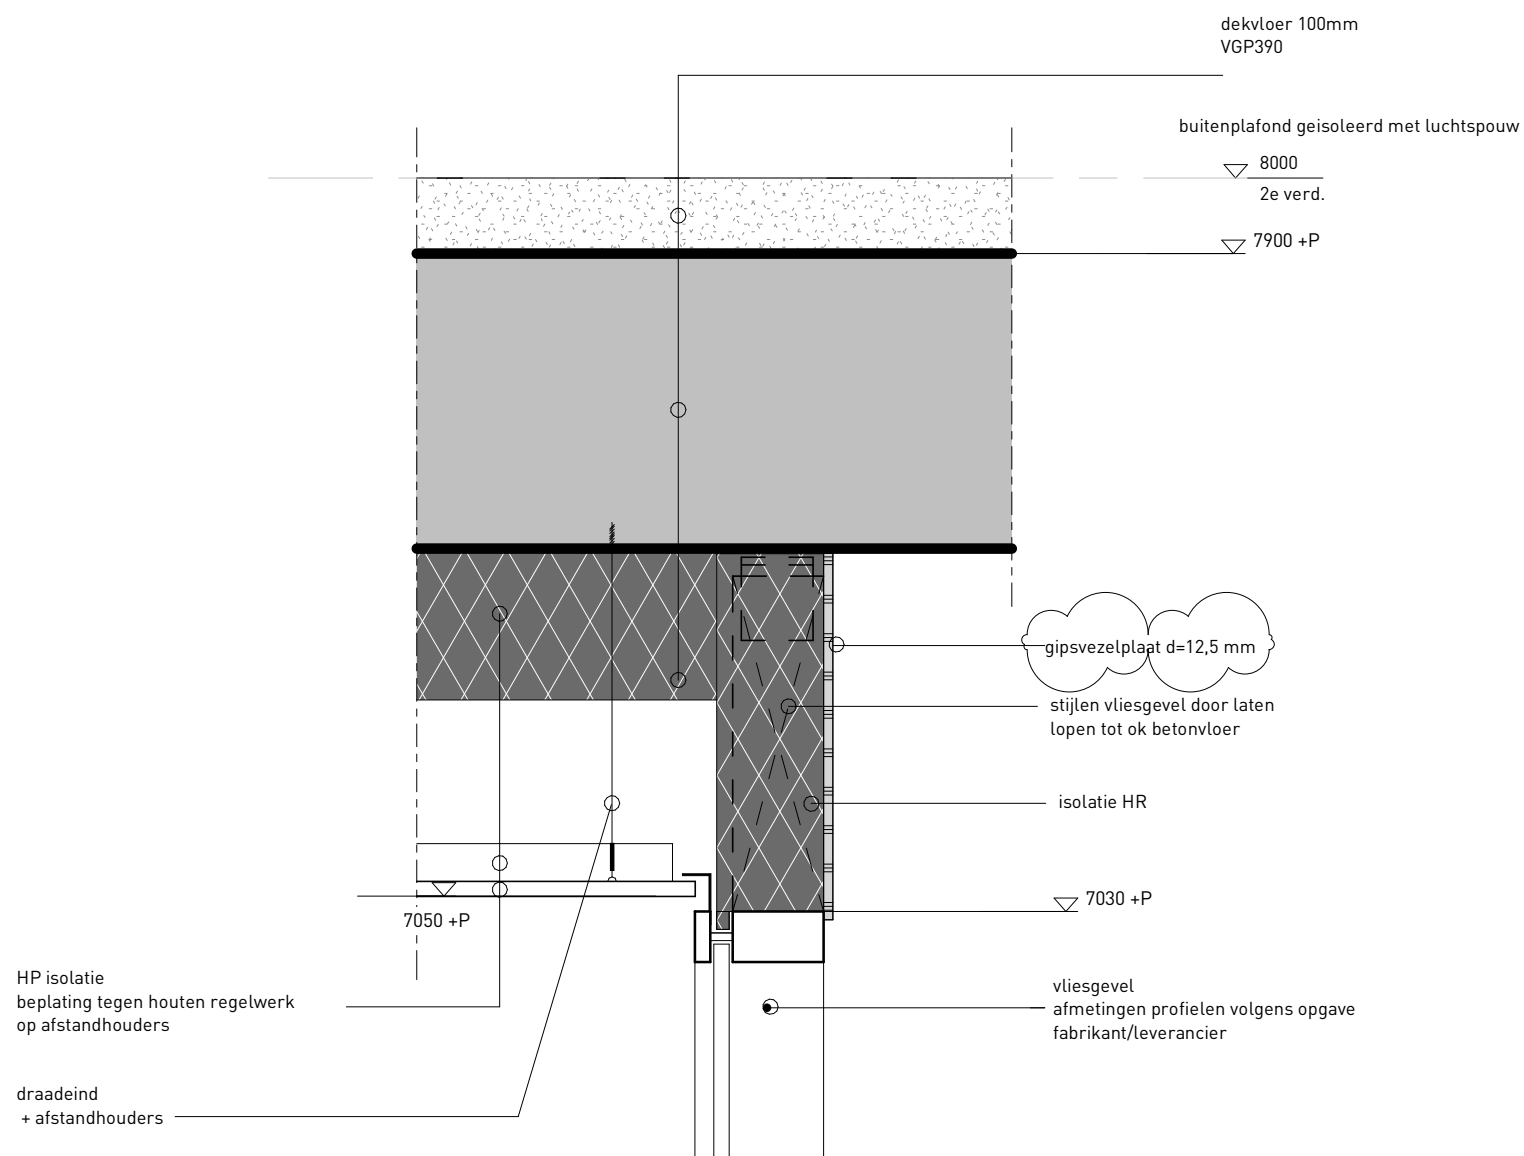 dekvloer 100mm
VGP390
buitenplafond geisoleerd met luchtspouw
8000
2e verd.
7900 +P
gipsvezelplaat d=12,5 mm
stijlen vliesgevel door laten
lopen tot ok betonvloer
isolatie HR
7030 +P
7050 +P
HP isolatie
beplating tegen houten regelwerk
op afstandhouders
vliesgevel
afmetingen profielen volgens opgave
fabrikant/leverancier
draadeind
+ afstandhouders